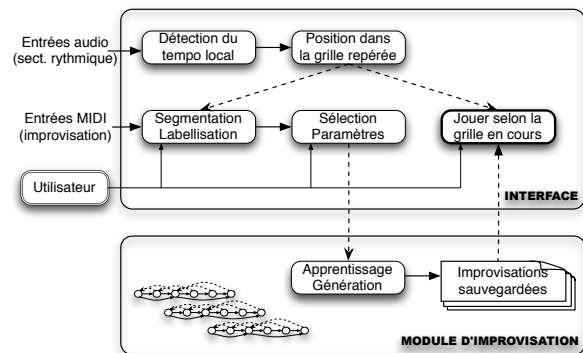 Entrées audio
(sect. rythmique)
Détection du
tempo local
Position dans
la grille repérée
Entrées MIDI
(improvisation)
Segmentation
Labellisation
Sélection
Paramètres
Jouer selon la
grille en cours
Utilisateur
INTERFACE
Apprentissage
Génération
Improvisations
sauvegardées
MODULE D'IMPROVISATION